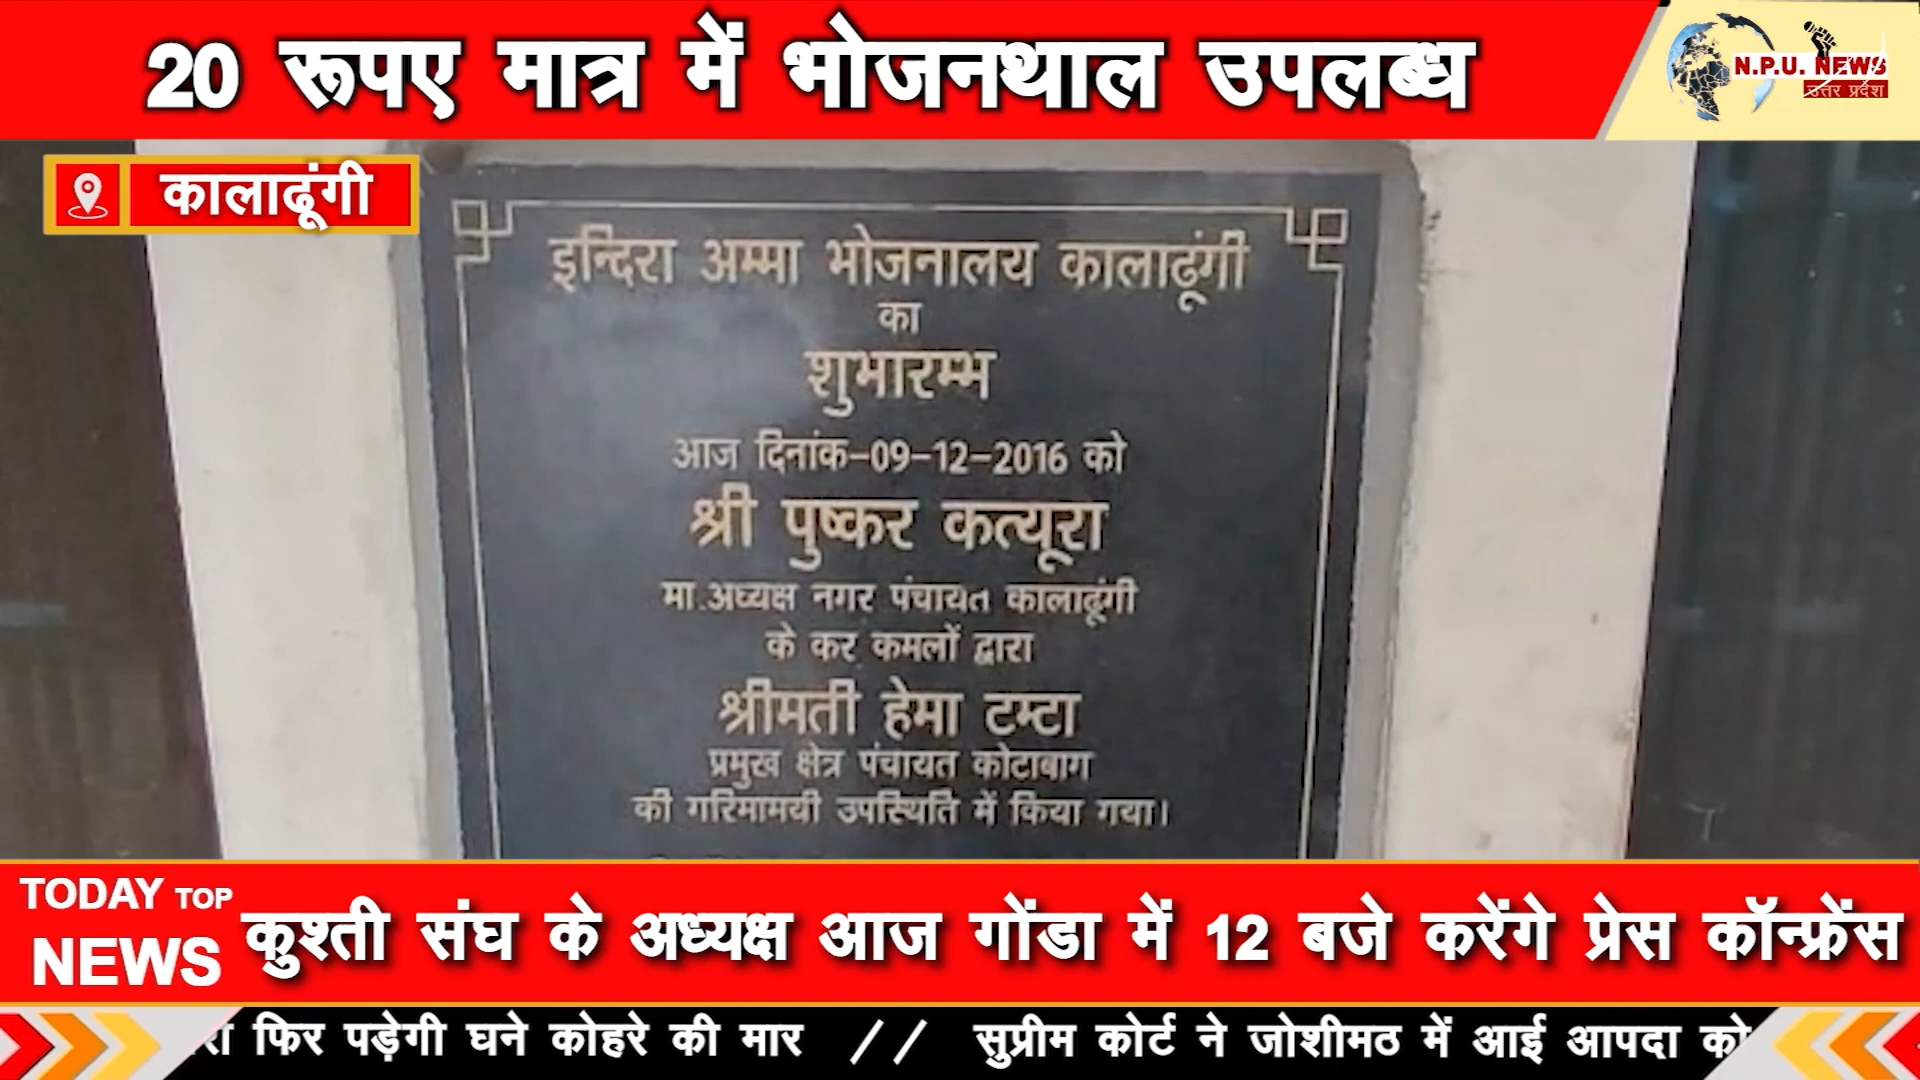 20 रूपए मात्र में भोजनथाल उपलब्ध
N.P.U. NEWS
उत्तर प्रदेश
कालाढूंगी
इन्दिरा अम्मा भोजनालय कालाढूंगी
का
शुभारम्भ
आज दिनांक-09-12-2016 को
श्री पुष्कर कत्यूरा
मा.अध्यक्ष नगर पंचायत कालाढूंगी
के कर कमलों द्वारा
श्रीमती हेमा टम्टा
प्रमुख क्षेत्र पंचायत कोटाबाग
की गरिमामयी उपस्थिति में किया गया।
TODAY TOP
NEWS
कुश्ती संघ के अध्यक्ष आज गोंडा में 12 बजे करेंगे प्रेस कॉन्फ्रेंस
फिर पड़ेगी घने कोहरे की मार // सुप्रीम कोर्ट ने जोशीमठ में आई आपदा को